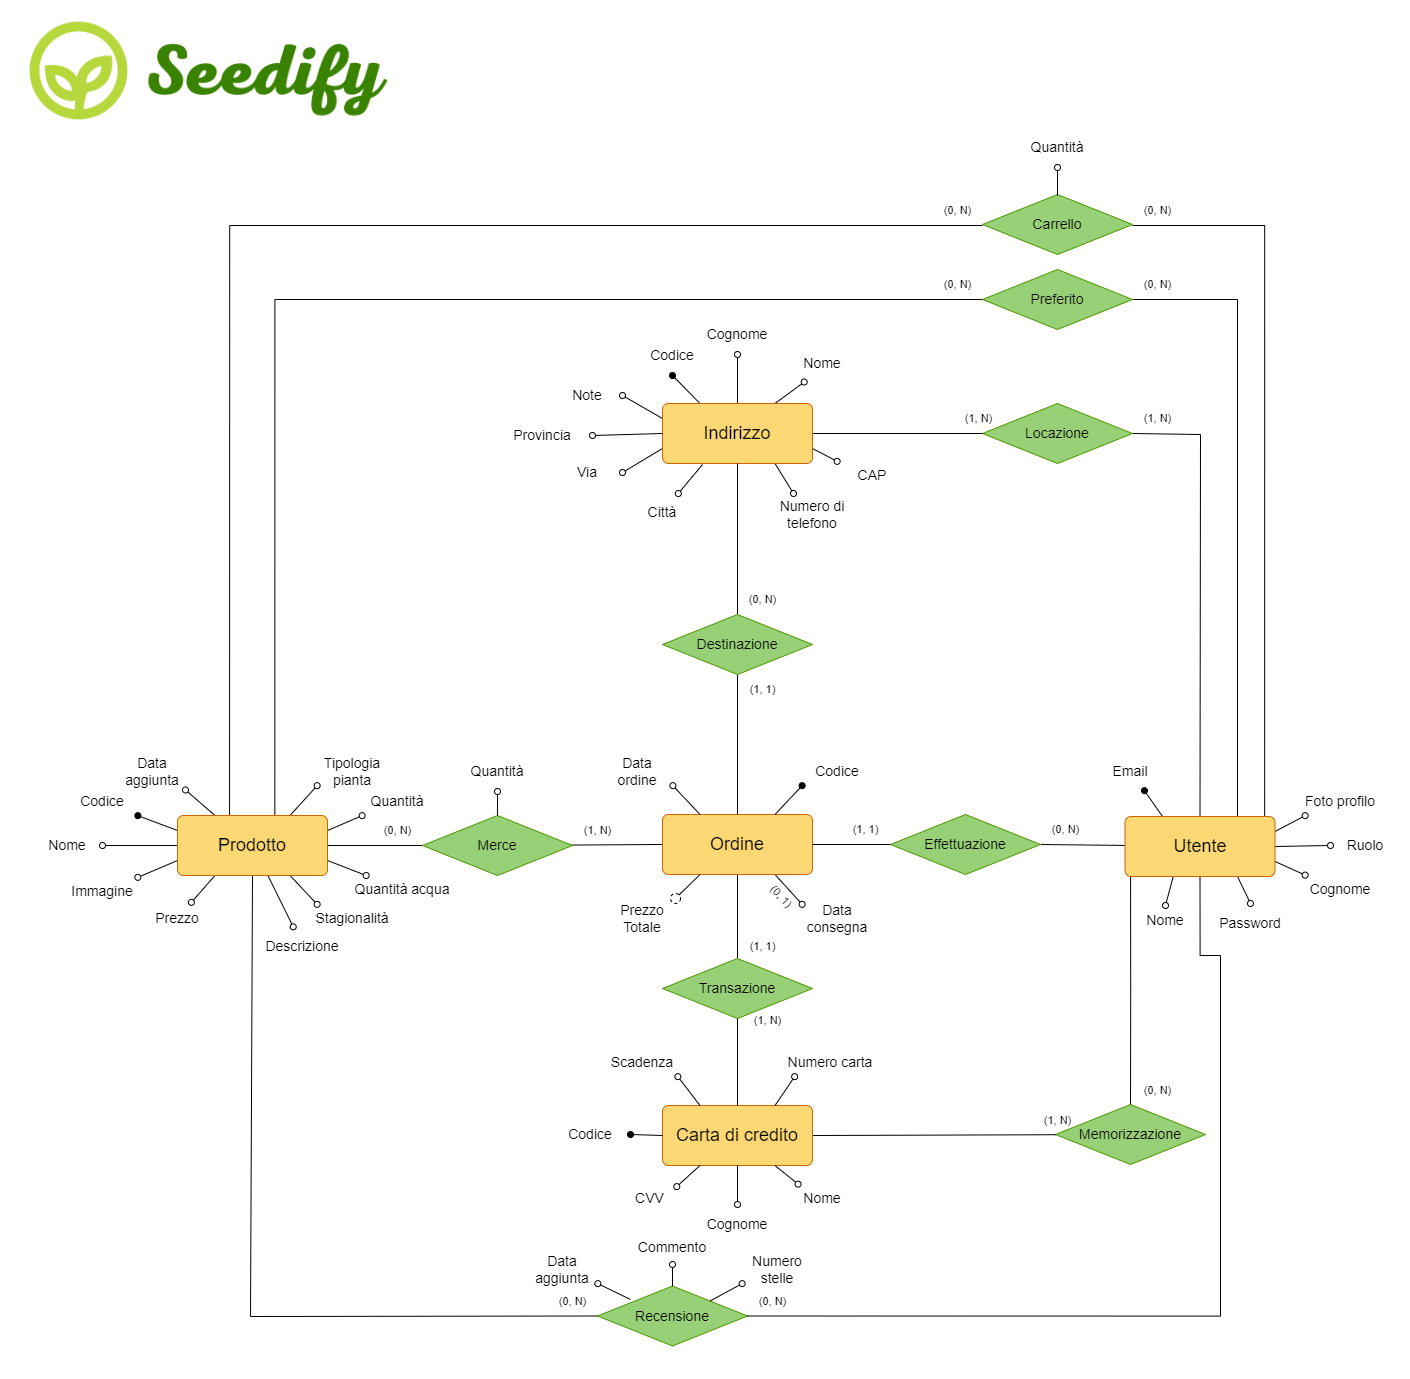 Seedify
Quantità
(0, N)
(0, N)
Carrello
(0, N)
(0, N)
Preferito
Cognome
Codice
Nome
Note
(1, N)
(1, N)
Provincia
Indirizzo
Locazione
Via
CAP
Città
Numero di
telefono
(0, N)
Destinazione
(1, 1)
Data
aggiunta
Tipologia
pianta
Codice
Quantità
Nome
Prodotto
Immagine
Quantità acqua
Prezzo
Stagionalità
Descrizione
(0, N)
Quantità
Merce
(1, N)
Data
ordine
Codice
Ordine
Prezzo
Totale
(0, 1)
Data
consegna
(1, 1)
Effettuazione
(0, N)
Email
Foto profilo
Utente
Ruolo
Cognome
Nome
Password
(1, 1)
Transazione
(1, N)
Scadenza
Numero carta
Codice
Carta di credito
CVV
Nome
Cognome
(0, N)
(1, N)
Memorizzazione
Commento
Data
aggiunta
Numero
stelle
(0, N)
(0, N)
Recensione